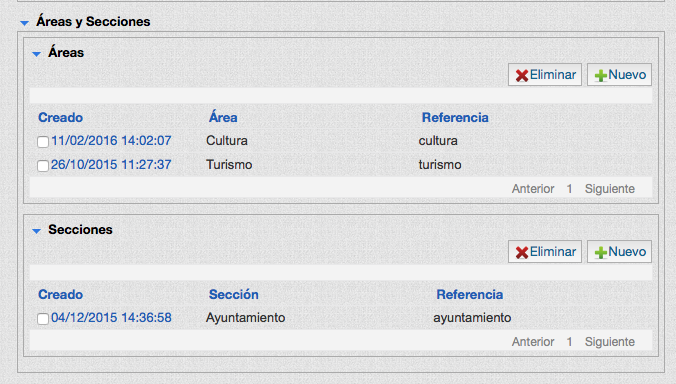 Áreas y Secciones
Áreas
Eliminar Nuevo
Creado Área Referencia
11/02/2016 14:02:07 Cultura cultura
26/10/2015 11:27:37 Turismo turismo
Anterior 1 Siguiente
Secciones
Eliminar Nuevo
Creado Sección Referencia
04/12/2015 14:36:58 Ayuntamiento ayuntamiento
Anterior 1 Siguiente